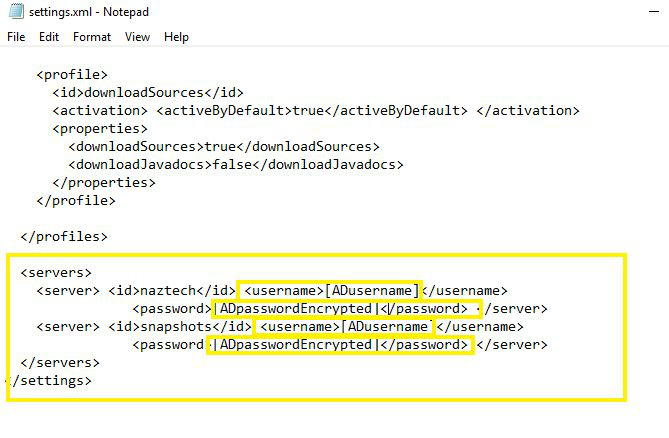 settings.xml - Notepad
File Edit Format View Help
<profile>
<id>downloadSources</id>
<activation> <activeByDefault>true</activeByDefault> </activation>
<properties>
<downloadSources>true</downloadSources>
<downloadJavadocs>false</downloadJavadocs>
</properties>
</profile>
</profiles>
<servers>
<server> <id>naztech</id> <username>[ADusername]</username>
<password>|ADpasswordEncrypted|</password> </server>
<server> <id>snapshots</id> <username>[ADusername]</username>
<password>|ADpasswordEncrypted|</password> </server>
</servers>
</settings>